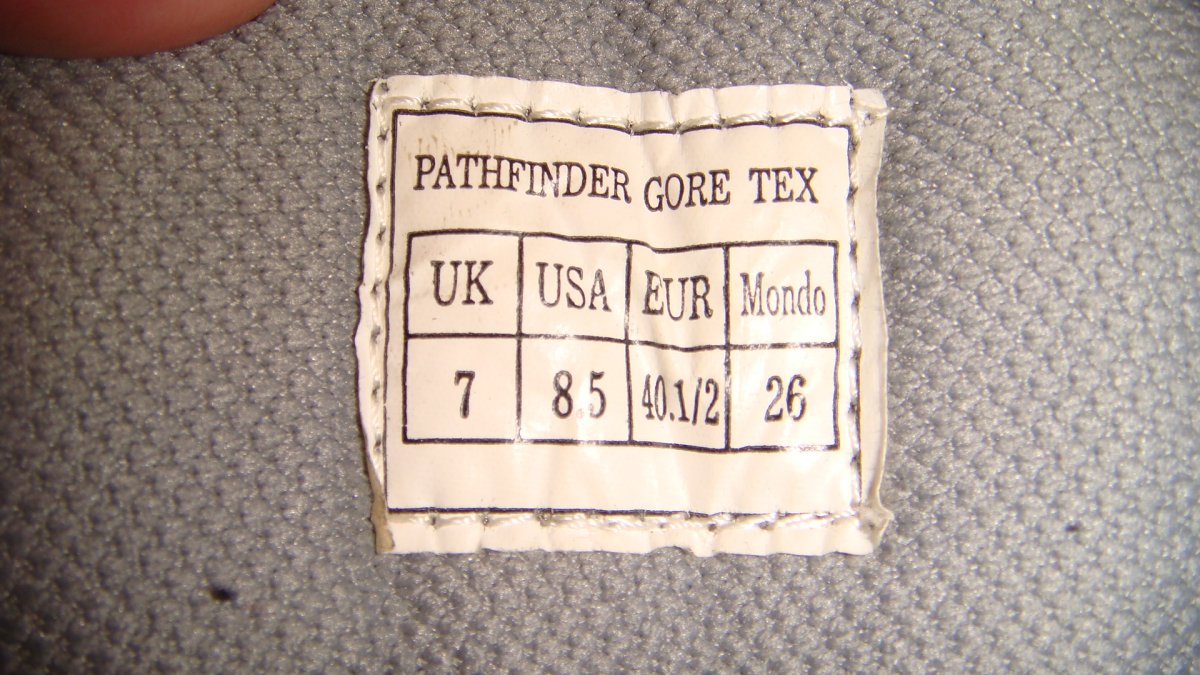 PATHFINDER GORE TEX
UK USA EUR Mondo
7 8.5 40.1/2 26